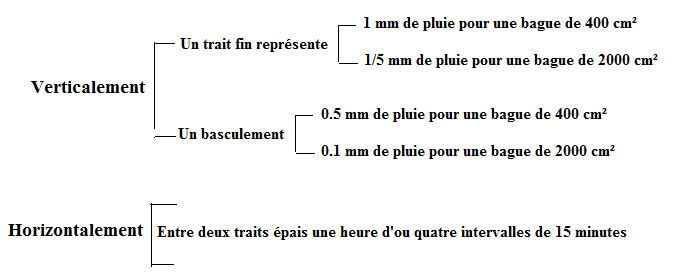 1 mm de pluie pour une bague de 400 cm²
Un trait fin représente
1/5 mm de pluie pour une bague de 2000 cm²
Verticalement
0.5 mm de pluie pour une bague de 400 cm²
Un basculement
0.1 mm de pluie pour une bague de 2000 cm²
Horizontalement
Entre deux traits épais une heure d'ou quatre intervalles de 15 minutes